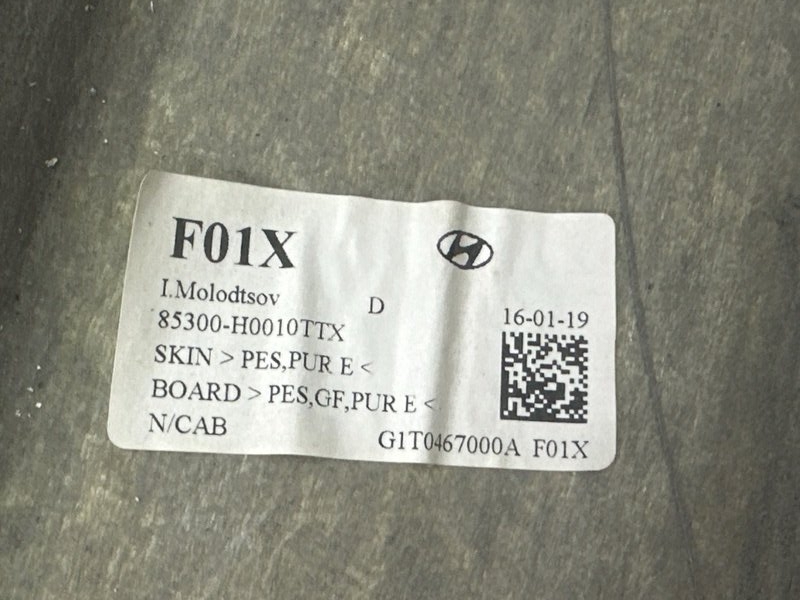 F01X
I.Molodtsov D
85300-H0010TTX
16-01-19
SKIN > PES,PUR E <
BOARD > PES,GF,PUR E <
N/CAB
G1T0467000A F01X